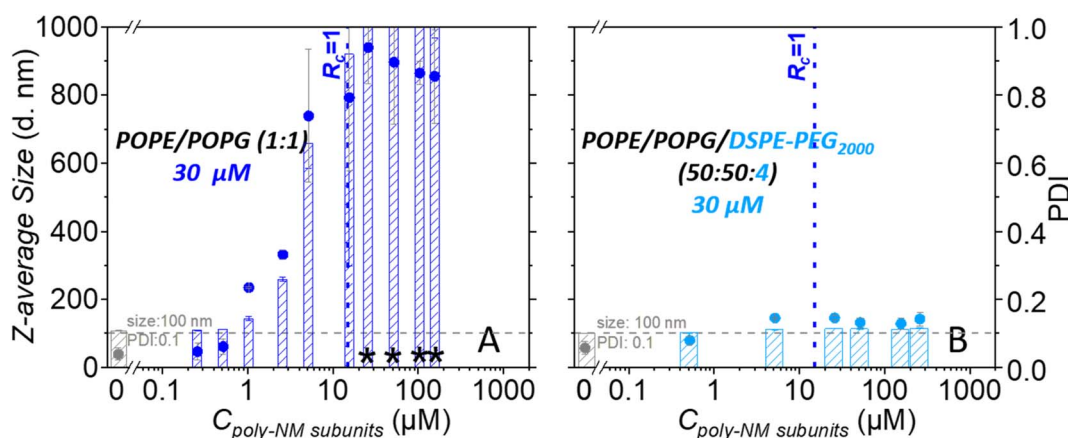 Z-average Size (d. nm)
1000
800
600
400
200
0
R_c=1
POPE/POPG (1:1)
30 μM
size:100 nm
PDI:0.1
* * * *
A
0 0.1 1 10 100 1000
C_poly-NM subunits (μM)
R_c=1
POPE/POPG/DSPE-PEG_2000
(50:50:4)
30 μM
size: 100 nm
PDI: 0.1
B
0 0.1 1 10 100 1000
C_poly-NM subunits (μM)
1.0
0.8
0.6
0.4
0.2
0.0
PDI